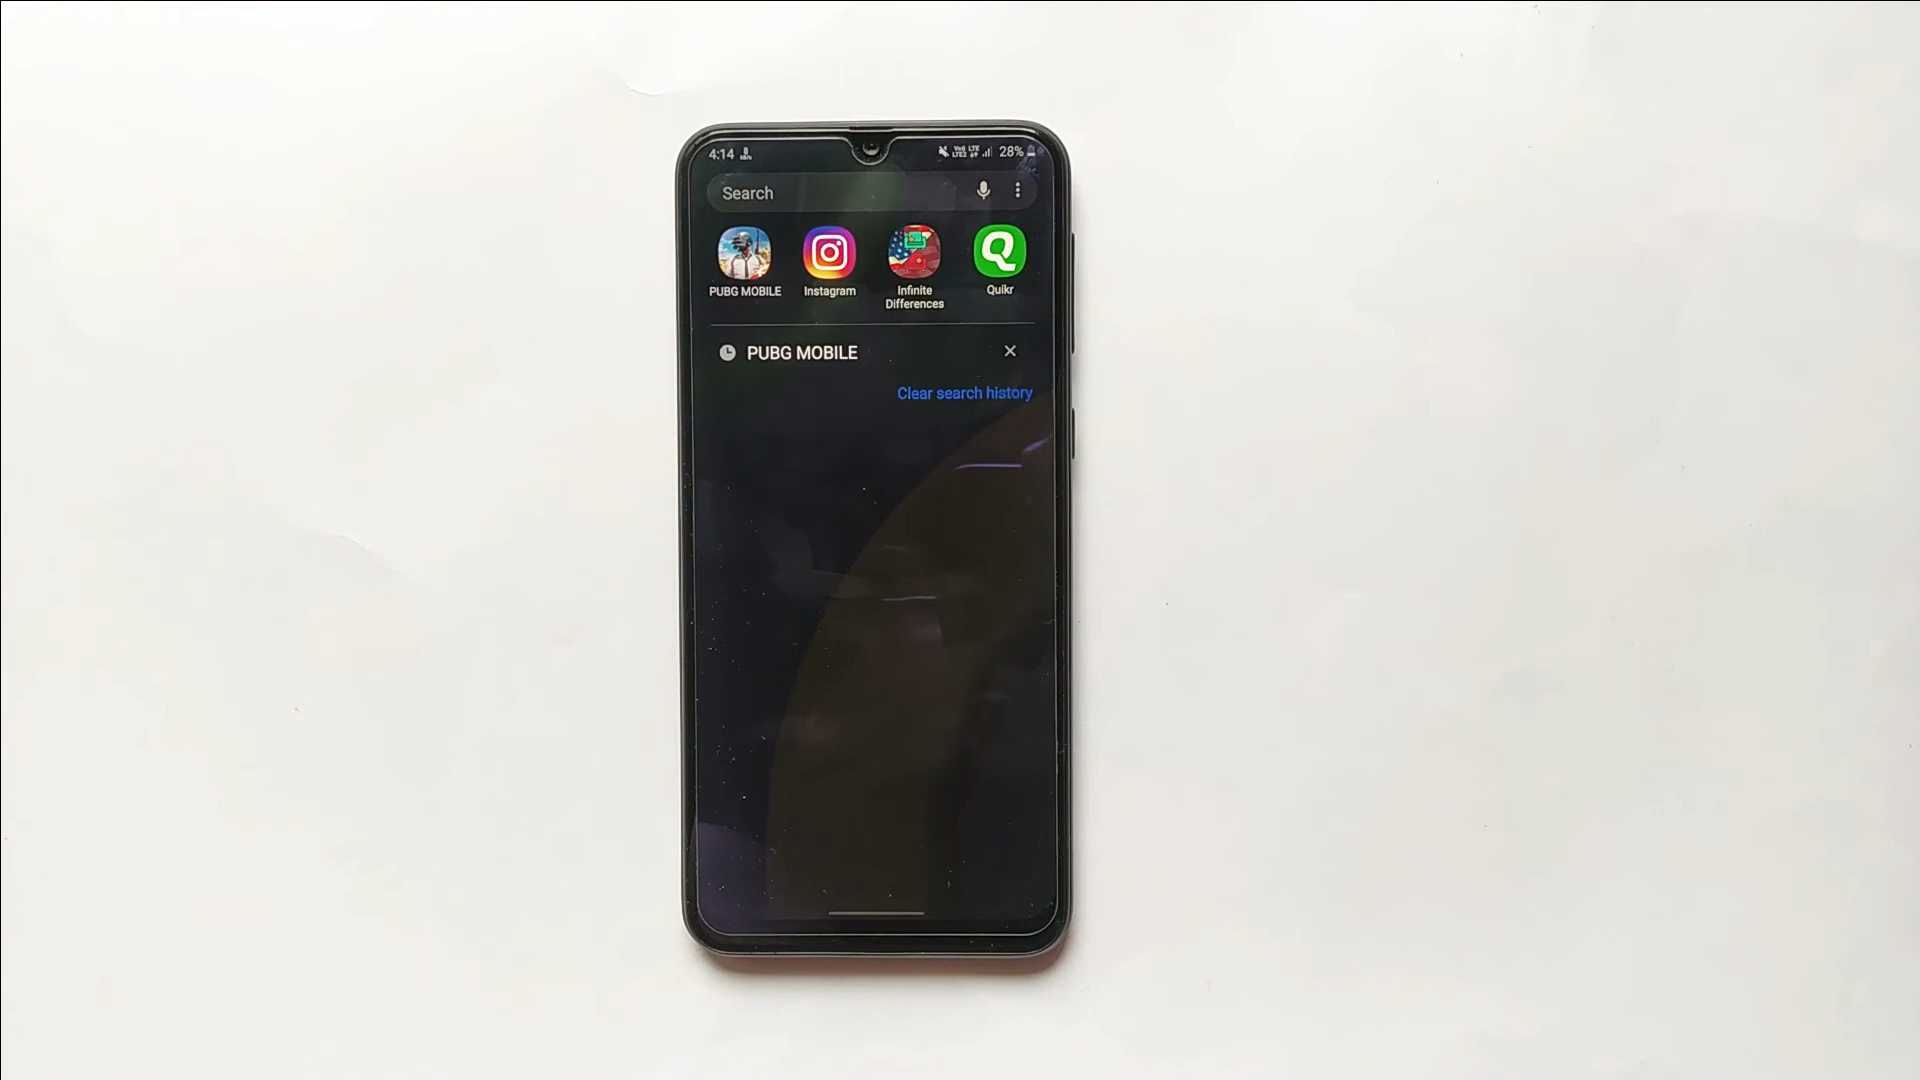 4:14 28%
Search
PUBG MOBILE Instagram Infinite Differences Quikr
PUBG MOBILE
Clear search history